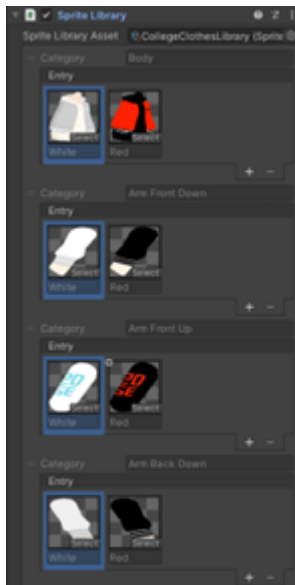 Sprite Library
Sprite Library Asset CollegeClothesLibrary (Sprite
Category Body
Entry
Select Select
White Red
+ -
Category Arm Front Down
Entry
Select Select
White Red
+ -
Category Arm Front Up
Entry
Select Select
White Red
+ -
Category Arm Back Down
Entry
Select Select
White Red
+ -